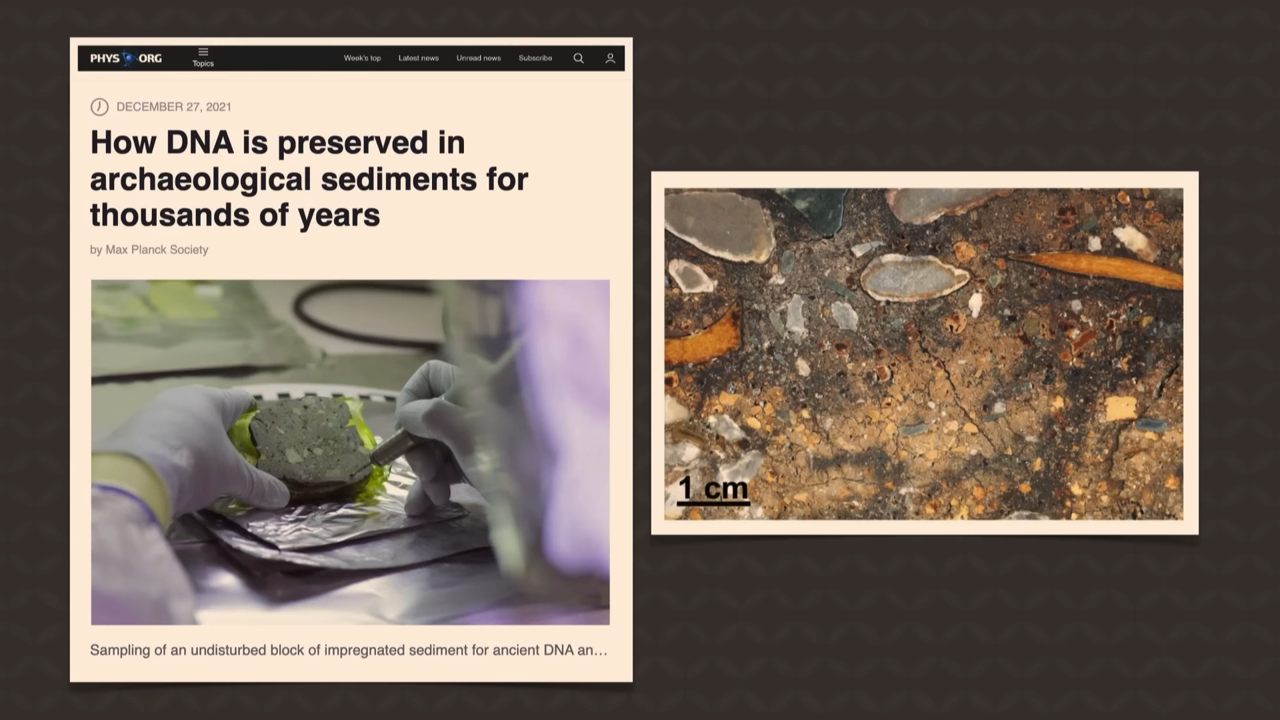 PHYS ORG
Topics
Week's top
Latest news
Unread news
Subscribe
DECEMBER 27, 2021
How DNA is preserved in
archaeological sediments for
thousands of years
by Max Planck Society
Sampling of an undisturbed block of impregnated sediment for ancient DNA an...
1 cm